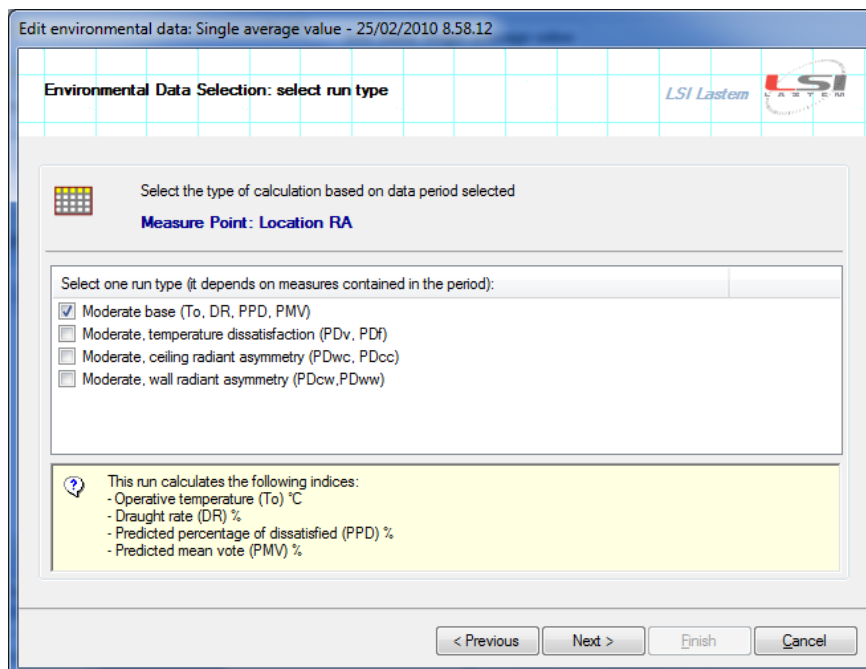 Edit environmental data: Single average value - 25/02/2010 8.58.12
Environmental Data Selection: select run type
LSI Lastem
LSI
LASTEM
Select the type of calculation based on data period selected
Measure Point: Location RA
Select one run type (it depends on measures contained in the period):
Moderate base (To, DR, PPD, PMV)
Moderate, temperature dissatisfaction (PDv, PDf)
Moderate, ceiling radiant asymmetry (PDwc, PDcc)
Moderate, wall radiant asymmetry (PDcw,PDww)
This run calculates the following indices:
- Operative temperature (To) °C
- Draught rate (DR) %
- Predicted percentage of dissatisfied (PPD) %
- Predicted mean vote (PMV) %
< Previous
Next >
Finish
Cancel